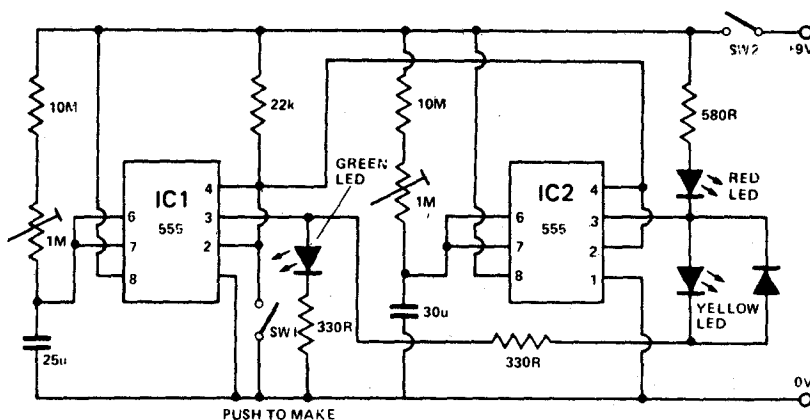 SW2
+9V
10M
22k
10M
580R
GREEN
LED
IC1
555
4
3
2
6
7
8
1M
RED
LED
IC2
555
4
3
2
1
6
7
8
1M
YELLOW
LED
25u
SW1
330R
30u
330R
0V
PUSH TO MAKE